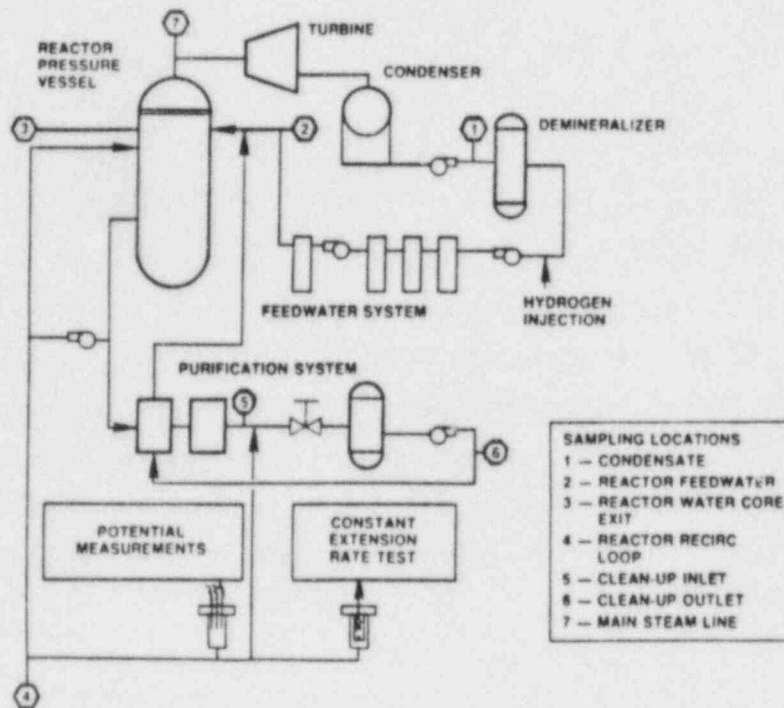 7
REACTOR
PRESSURE
VESSEL
TURBINE
CONDENSER
3
2
1
DEMINERALIZER
FEEDWATER SYSTEM
HYDROGEN
INJECTION
PURIFICATION SYSTEM
5
6
POTENTIAL
MEASUREMENTS
CONSTANT
EXTENSION
RATE TEST
4
SAMPLING LOCATIONS
1 — CONDENSATE
2 — REACTOR FEEDWATER
3 — REACTOR WATER CORE
EXIT
4 — REACTOR RECIRC
LOOP
5 — CLEAN-UP INLET
6 — CLEAN-UP OUTLET
7 — MAIN STEAM LINE